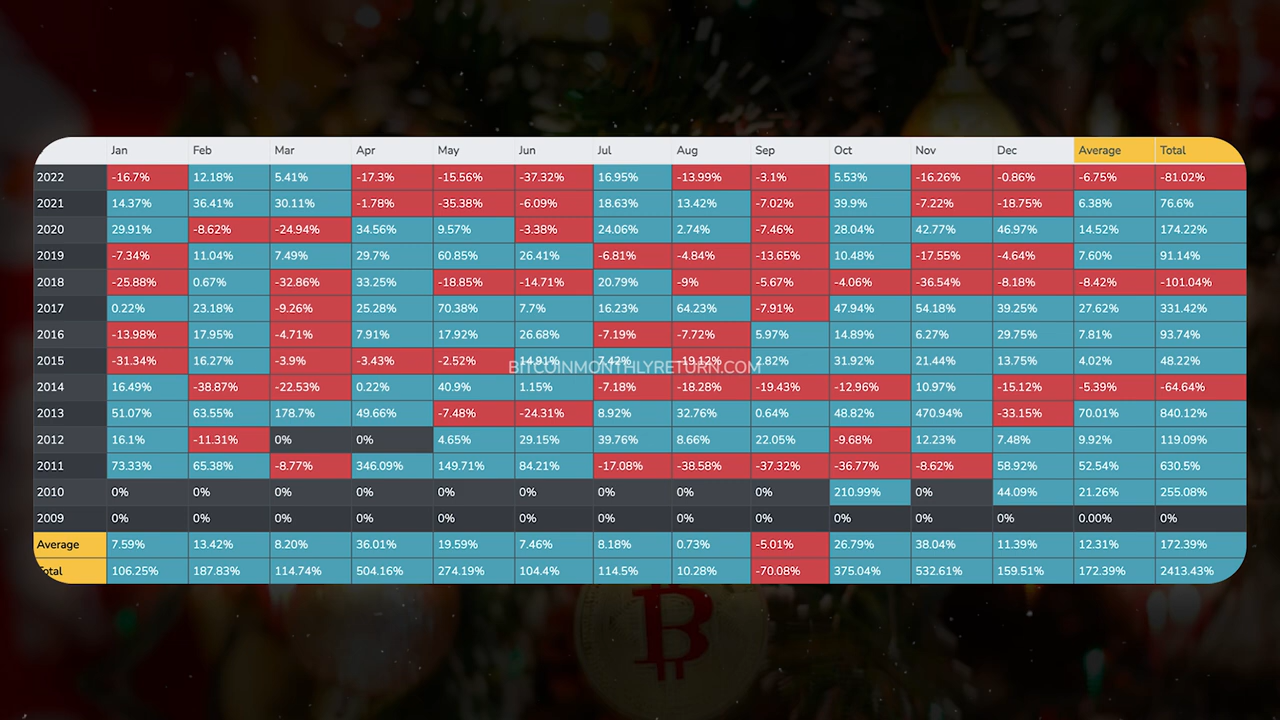 Jan Feb Mar Apr May Jun Jul Aug Sep Oct Nov Dec Average Total
2022 -16.7% 12.18% 5.41% -17.3% -15.56% -37.32% 16.95% -13.99% -3.1% 5.53% -16.26% -0.86% -6.75% -81.02%
2021 14.37% 36.41% 30.11% -1.78% -35.38% -6.09% 18.63% 13.42% -7.02% 39.9% -7.22% -18.75% 6.38% 76.6%
2020 29.91% -8.62% -24.94% 34.56% 9.57% -3.38% 24.06% 2.74% -7.46% 28.04% 42.77% 46.97% 14.52% 174.22%
2019 -7.34% 11.04% 7.49% 29.7% 60.85% 26.41% -6.81% -4.84% -13.65% 10.48% -17.55% -4.64% 7.60% 91.14%
2018 -25.88% 0.67% -32.86% 33.25% -18.85% -14.71% 20.79% -9% -5.67% -4.06% -36.54% -8.18% -8.42% -101.04%
2017 0.22% 23.18% -9.26% 25.28% 70.38% 7.7% 16.23% 64.23% -7.91% 47.94% 54.18% 39.25% 27.62% 331.42%
2016 -13.98% 17.95% -4.71% 7.91% 17.92% 26.68% -7.19% -7.72% 5.97% 14.89% 6.27% 29.75% 7.81% 93.74%
2015 -31.34% 16.27% -3.9% -3.43% -2.52% 14.91% 7.42% -19.12% 2.82% 31.92% 21.44% 13.75% 4.02% 48.22%
BITCOINMONTHLYRETURN.COM
2014 16.49% -38.87% -22.53% 0.22% 40.9% 1.15% -7.18% -18.28% -19.43% -12.96% 10.97% -15.12% -5.39% -64.64%
2013 51.07% 63.55% 178.7% 49.66% -7.48% -24.31% 8.92% 32.76% 0.64% 48.82% 470.94% -33.15% 70.01% 840.12%
2012 16.1% -11.31% 0% 0% 4.65% 29.15% 39.76% 8.66% 22.05% -9.68% 12.23% 7.48% 9.92% 119.09%
2011 73.33% 65.38% -8.77% 346.09% 149.71% 84.21% -17.08% -38.58% -37.32% -36.77% -8.62% 58.92% 52.54% 630.5%
2010 0% 0% 0% 0% 0% 0% 0% 0% 0% 210.99% 0% 44.09% 21.26% 255.08%
2009 0% 0% 0% 0% 0% 0% 0% 0% 0% 0% 0% 0% 0.00% 0%
Average 7.59% 13.42% 8.20% 36.01% 19.59% 7.46% 8.18% 0.73% -5.01% 26.79% 38.04% 11.39% 12.31% 172.39%
Total 106.25% 187.83% 114.74% 504.16% 274.19% 104.4% 114.5% 10.28% -70.08% 375.04% 532.61% 159.51% 172.39% 2413.43%